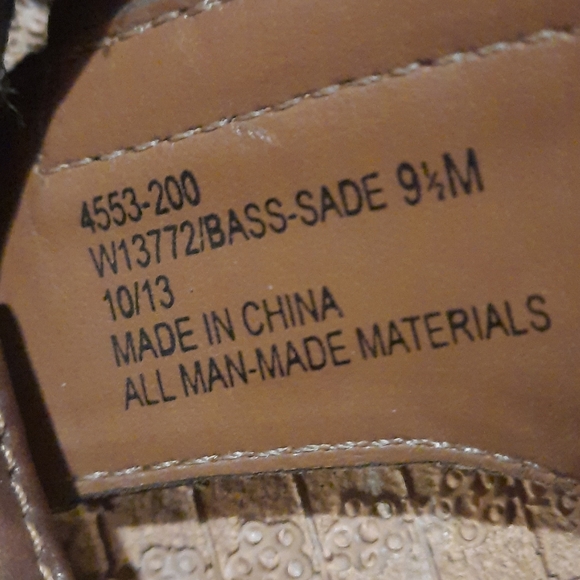 4553-200
W13772/BASS-SADE 9½M
10/13
MADE IN CHINA
ALL MAN-MADE MATERIALS